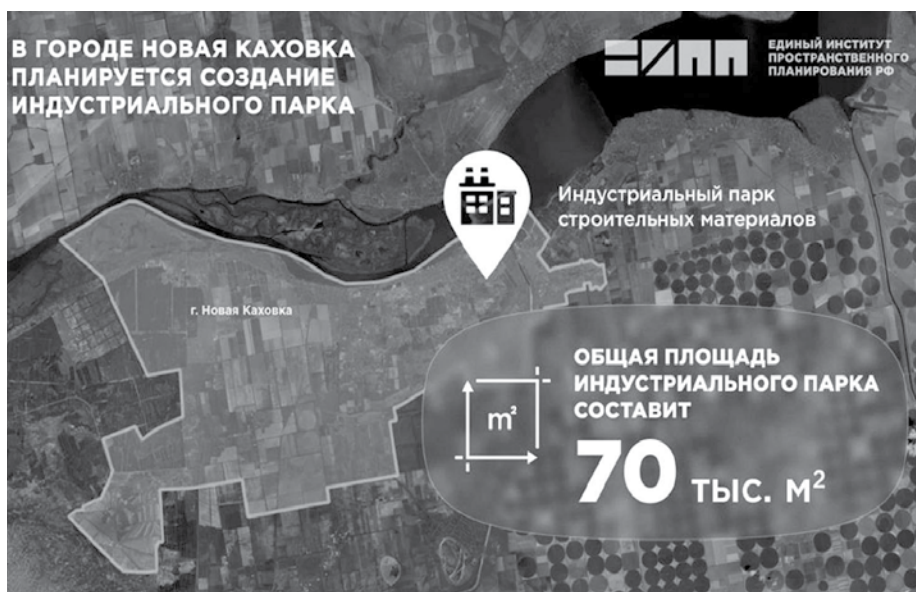 В ГОРОДЕ НОВАЯ КАХОВКА
ПЛАНИРУЕТСЯ СОЗДАНИЕ
ИНДУСТРИАЛЬНОГО ПАРКА
ЕИПП
ЕДИНЫЙ ИНСТИТУТ
ПРОСТРАНСТВЕННОГО
ПЛАНИРОВАНИЯ РФ
Индустриальный парк
строительных материалов
г. Новая Каховка
ОБЩАЯ ПЛОЩАДЬ
ИНДУСТРИАЛЬНОГО ПАРКА
СОСТАВИТ
m²
70 тыс. м²